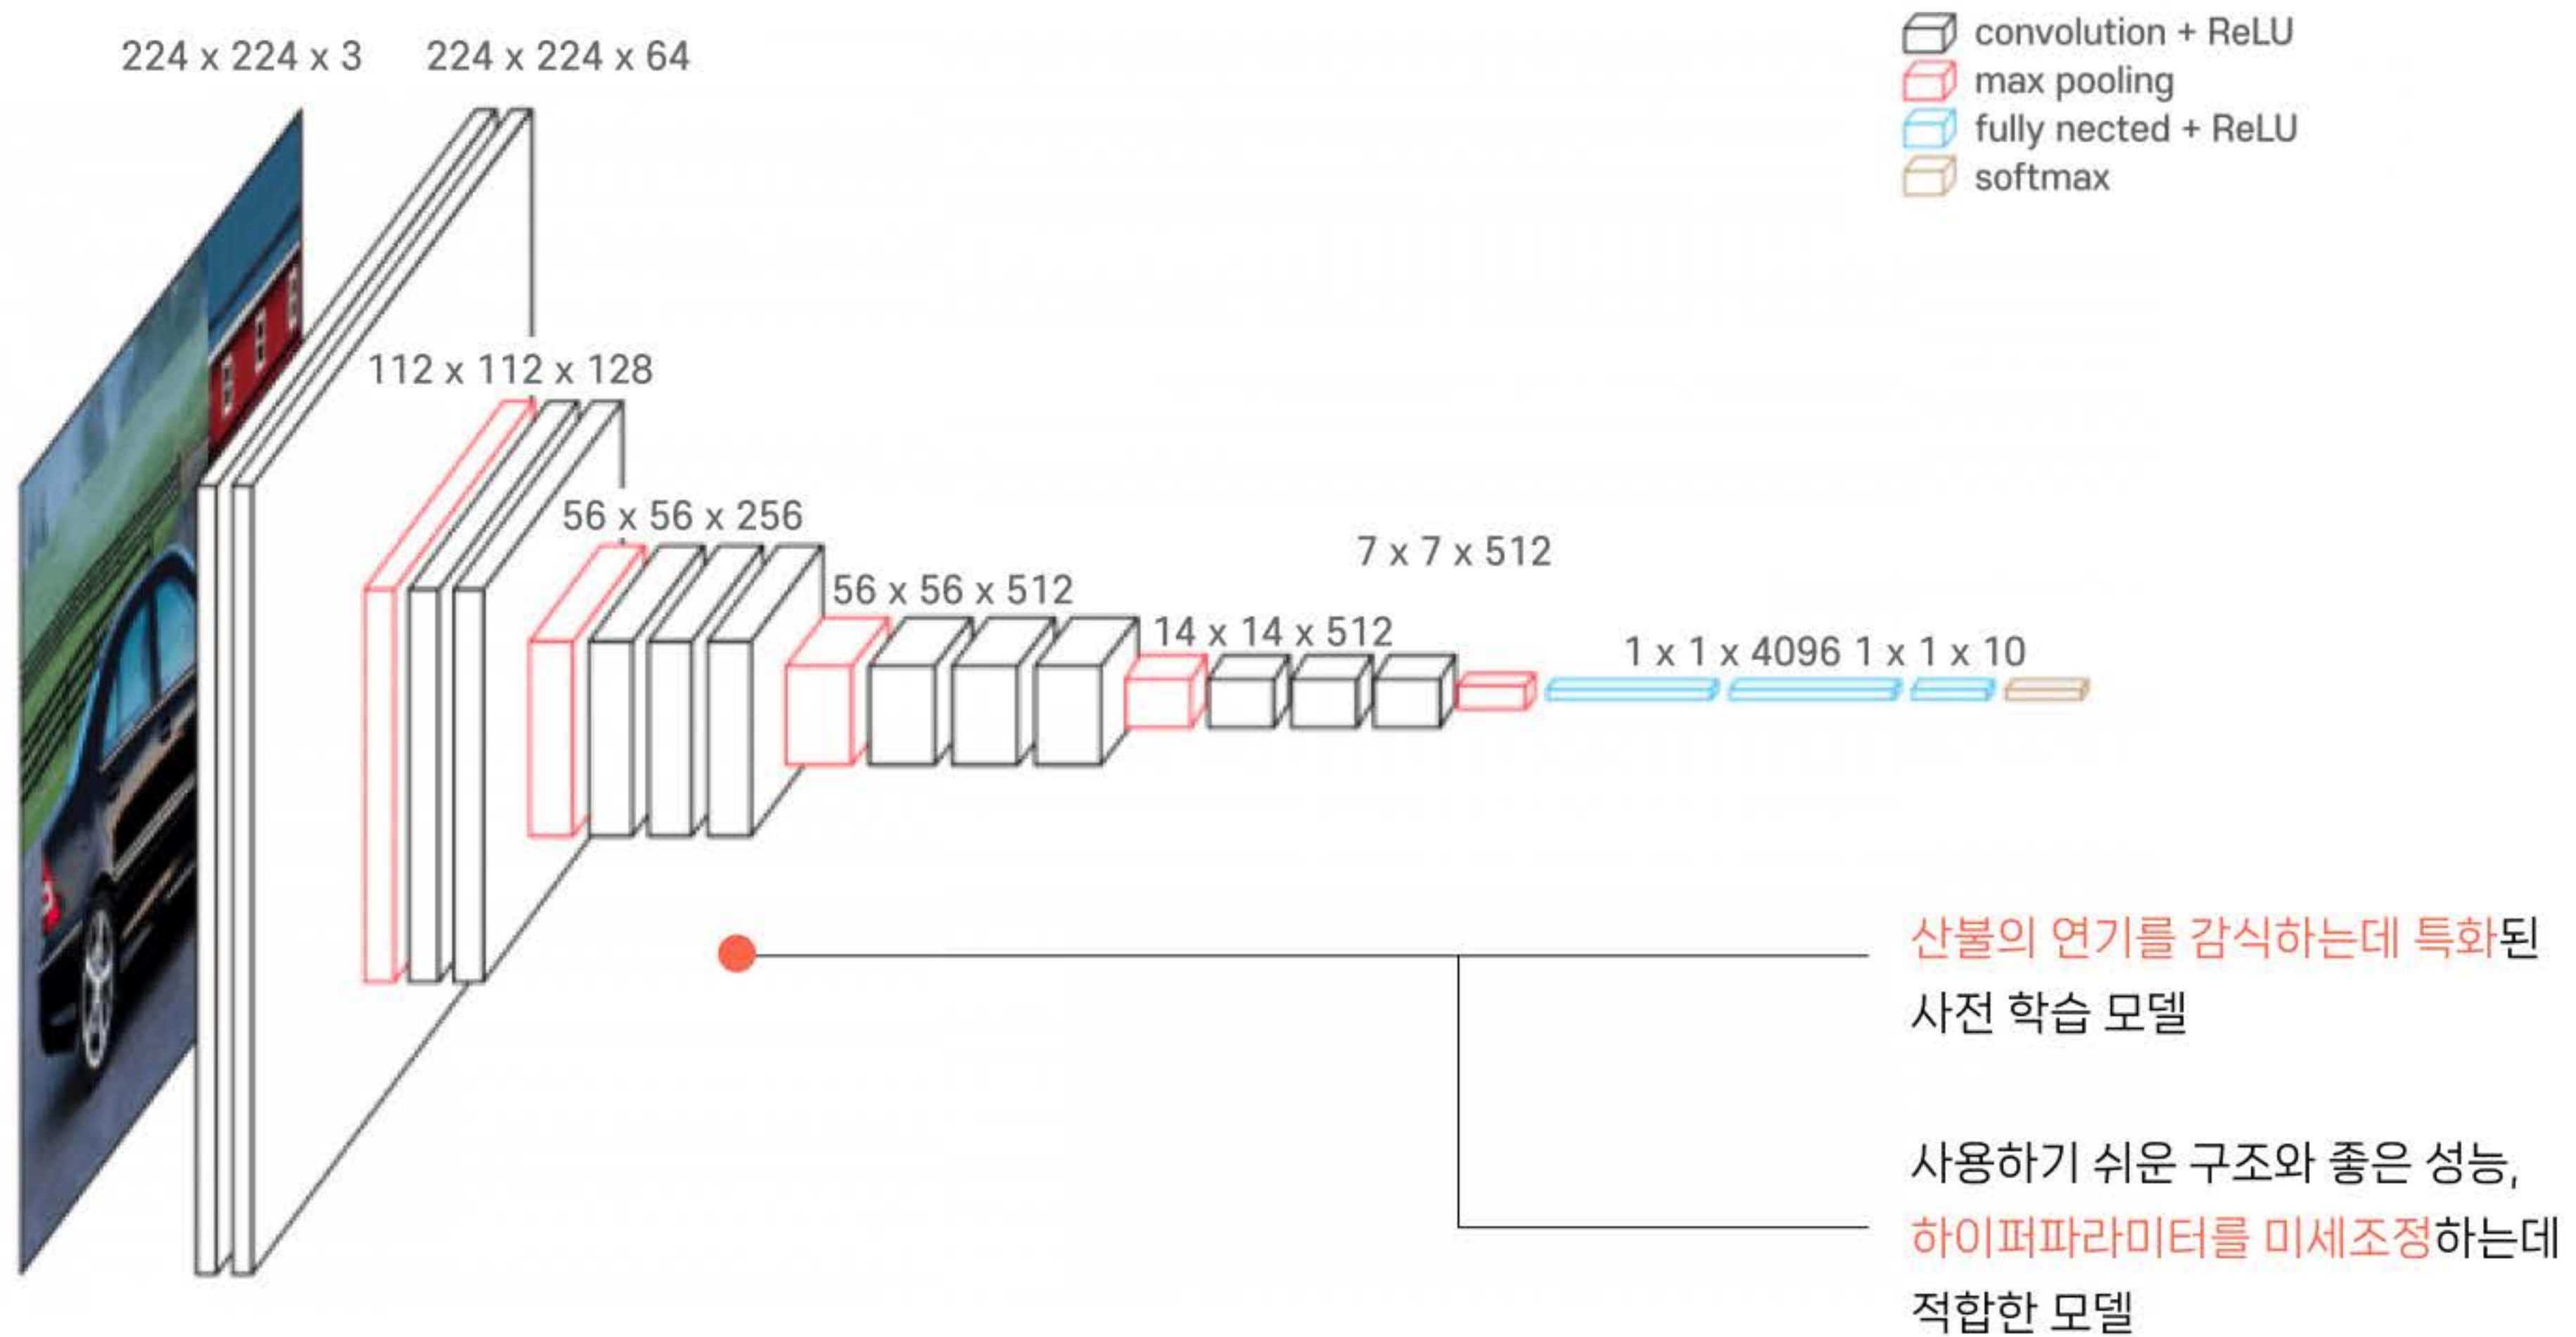 224 x 224 x 3
224 x 224 x 64
convolution + ReLU
max pooling
fully nected + ReLU
softmax
112 x 112 x 128
56 x 56 x 256
56 x 56 x 512
7 x 7 x 512
14 x 14 x 512
1 x 1 x 4096 1 x 1 x 10
산불의 연기를 감식하는데 특화된
사전 학습 모델
사용하기 쉬운 구조와 좋은 성능,
하이퍼파라미터를 미세조정하는데
적합한 모델